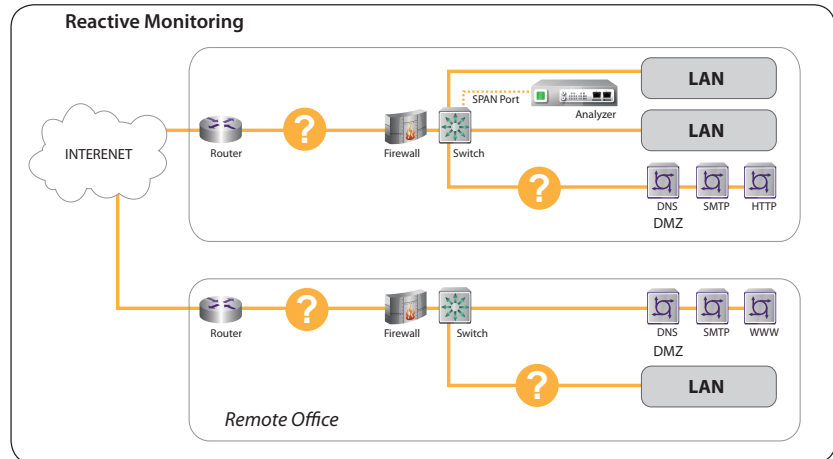 Reactive Monitoring
LAN
SPAN Port
Analyzer
LAN
INTERENET
?
Router
Firewall
Switch
?
DNS
SMTP
HTTP
DMZ
?
Router
Firewall
Switch
DNS
SMTP
WWW
DMZ
?
LAN
Remote Office